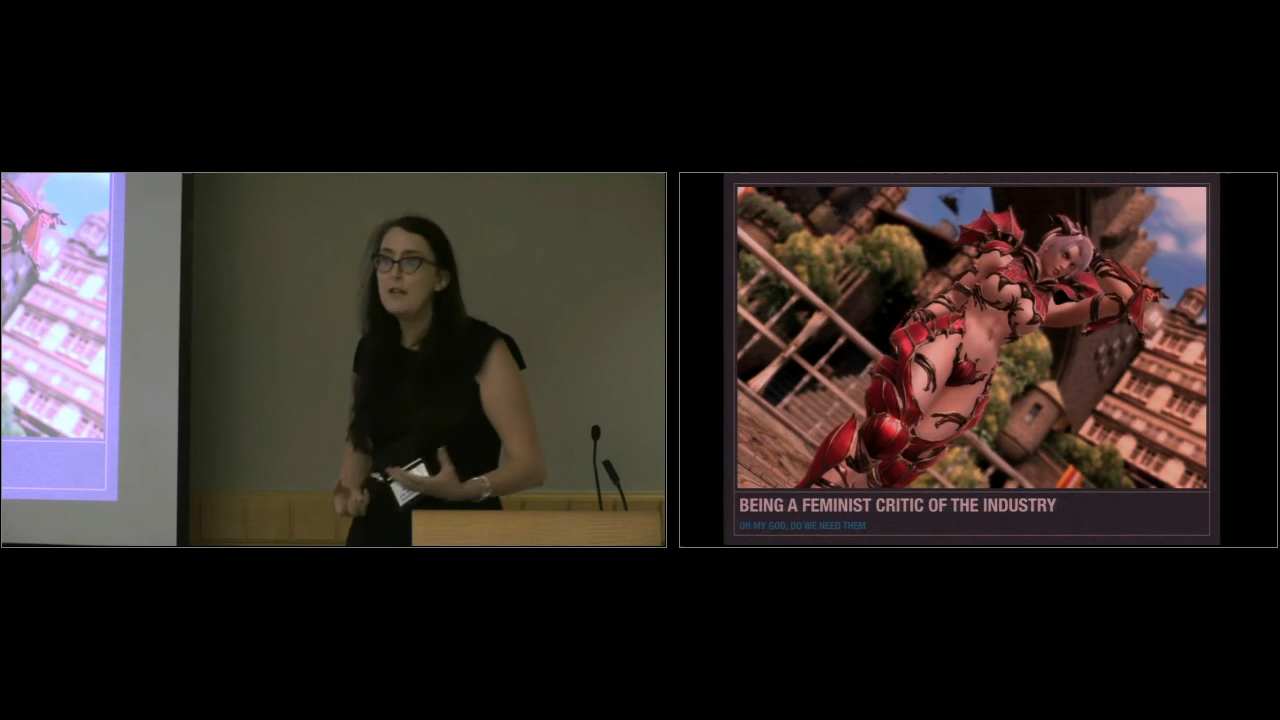 BEING A FEMINIST CRITIC OF THE INDUSTRY
OH MY GOD, DO WE NEED THEM